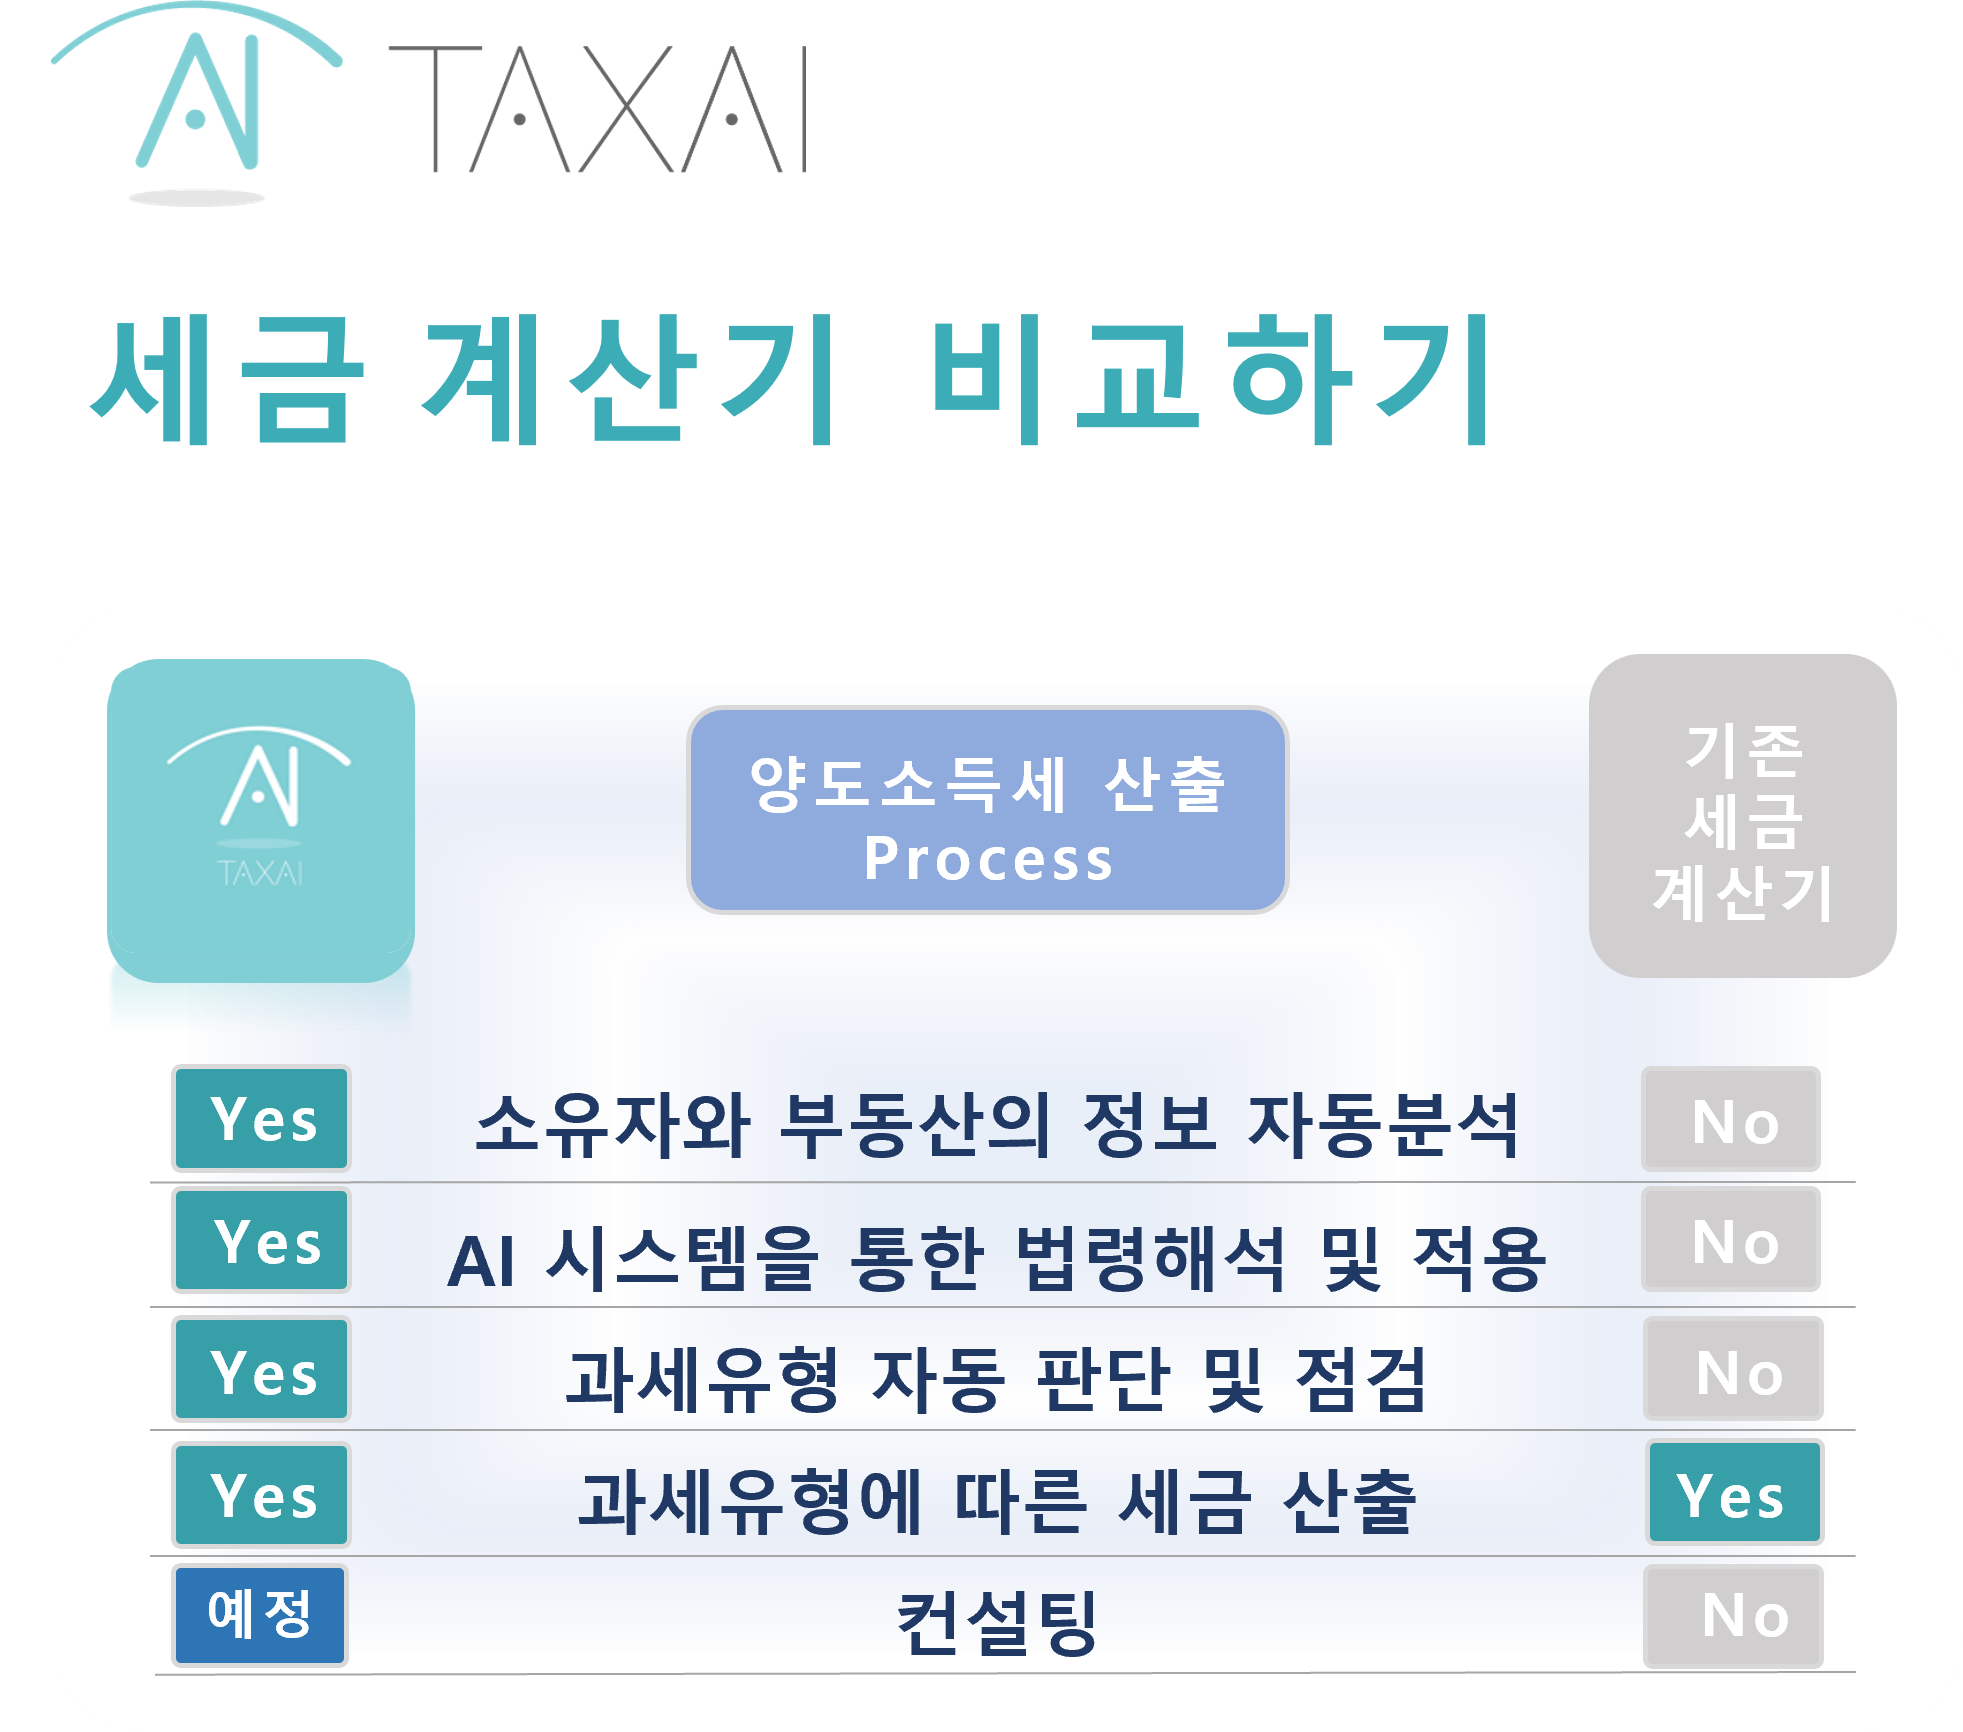 AI TAXAI
세금 계산기 비교하기
AI
TAXAI
양도소득세 산출
Process
기존
세금
계산기
Yes 소유자와 부동산의 정보 자동분석 No
Yes AI 시스템을 통한 법령해석 및 적용 No
Yes 과세유형 자동 판단 및 점검 No
Yes 과세유형에 따른 세금 산출 Yes
예정 컨설팅 No